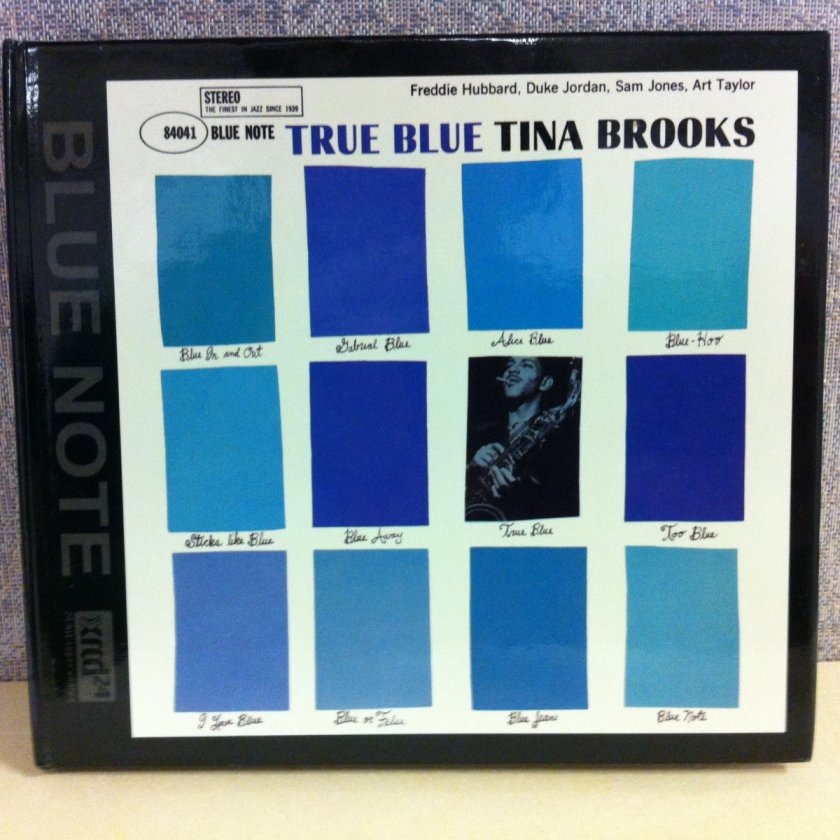 BLUE NOTE
xrcd24
STEREO
THE FINEST IN JAZZ SINCE 1939
Freddie Hubbard, Duke Jordan, Sam Jones, Art Taylor
84041 BLUE NOTE TRUE BLUE TINA BROOKS
Blue In and Out
Gabriel Blue
Alice Blue
Blue-Hoo
Sticks like Blue
Blue Away
True Blue
Too Blue
I Love Blue
Blue or False
Blue Jeans
Blue Note